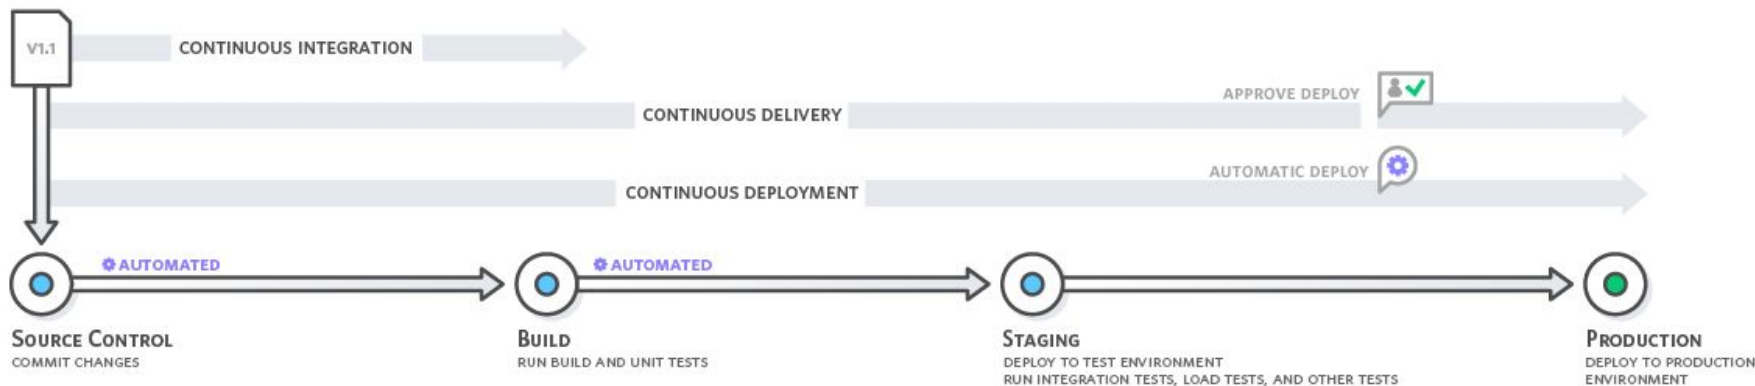 V1.1
CONTINUOUS INTEGRATION
APPROVE DEPLOY
CONTINUOUS DELIVERY
AUTOMATIC DEPLOY
CONTINUOUS DEPLOYMENT
AUTOMATED
AUTOMATED
SOURCE CONTROL
COMMIT CHANGES
BUILD
RUN BUILD AND UNIT TESTS
STAGING
DEPLOY TO TEST ENVIRONMENT
RUN INTEGRATION TESTS, LOAD TESTS, AND OTHER TESTS
PRODUCTION
DEPLOY TO PRODUCTION
ENVIRONMENT